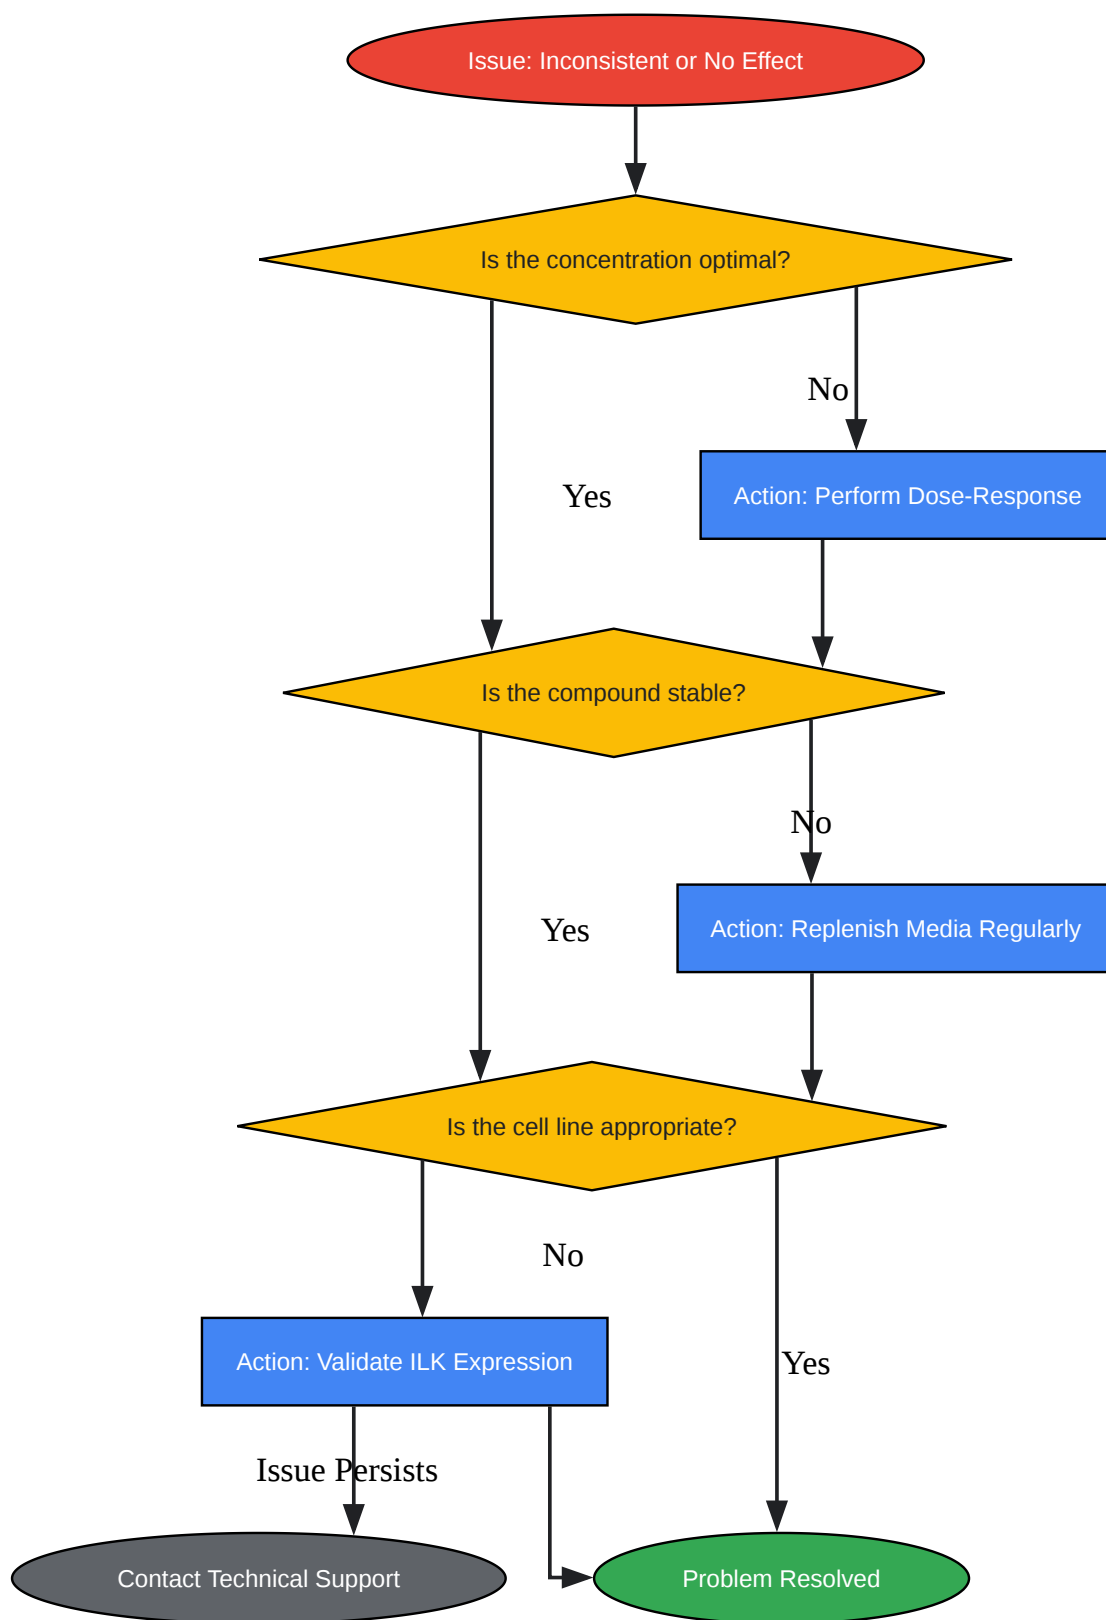 Issue: Inconsistent or No Effect
Is the concentration optimal?
No
Yes
Action: Perform Dose-Response
Is the compound stable?
No
Yes
Action: Replenish Media Regularly
Is the cell line appropriate?
No
Yes
Action: Validate ILK Expression
Issue Persists
Contact Technical Support
Problem Resolved